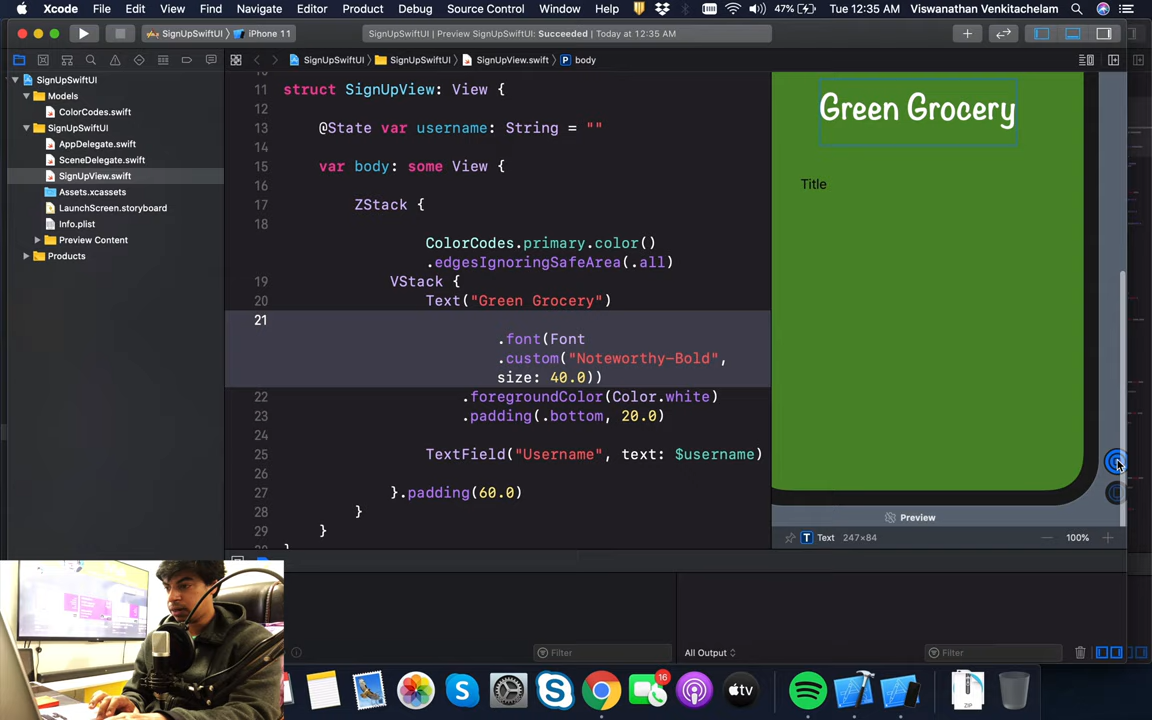 Xcode File Edit View Find Navigate Editor Product Debug Source Control Window Help 47% Tue 12:35 AM Viswanathan Venkitachelam
SignUpSwiftUI iPhone 11 SignUpSwiftUI | Preview SignUpSwiftUI: Succeeded | Today at 12:35 AM
SignUpSwiftUI SignUpSwiftUI SignUpView.swift body
SignUpSwiftUI
Models
ColorCodes.swift
SignUpSwiftUI
AppDelegate.swift
SceneDelegate.swift
SignUpView.swift
Assets.xcassets
LaunchScreen.storyboard
Info.plist
Preview Content
Products
11 struct SignUpView: View {
12
13 @State var username: String = ""
14
15 var body: some View {
16
17 ZStack {
18
ColorCodes.primary.color()
.edgesIgnoringSafeArea(.all)
19 VStack {
20 Text("Green Grocery")
21
.font(Font
.custom("Noteworthy-Bold",
size: 40.0))
22 .foregroundColor(Color.white)
23 .padding(.bottom, 20.0)
24
25 TextField("Username", text: $username)
26
27 }.padding(60.0)
28 }
29 }
Green Grocery
Title
Preview
T Text 247×84 100%
Filter
All Output
Filter
16
tv
ZIP